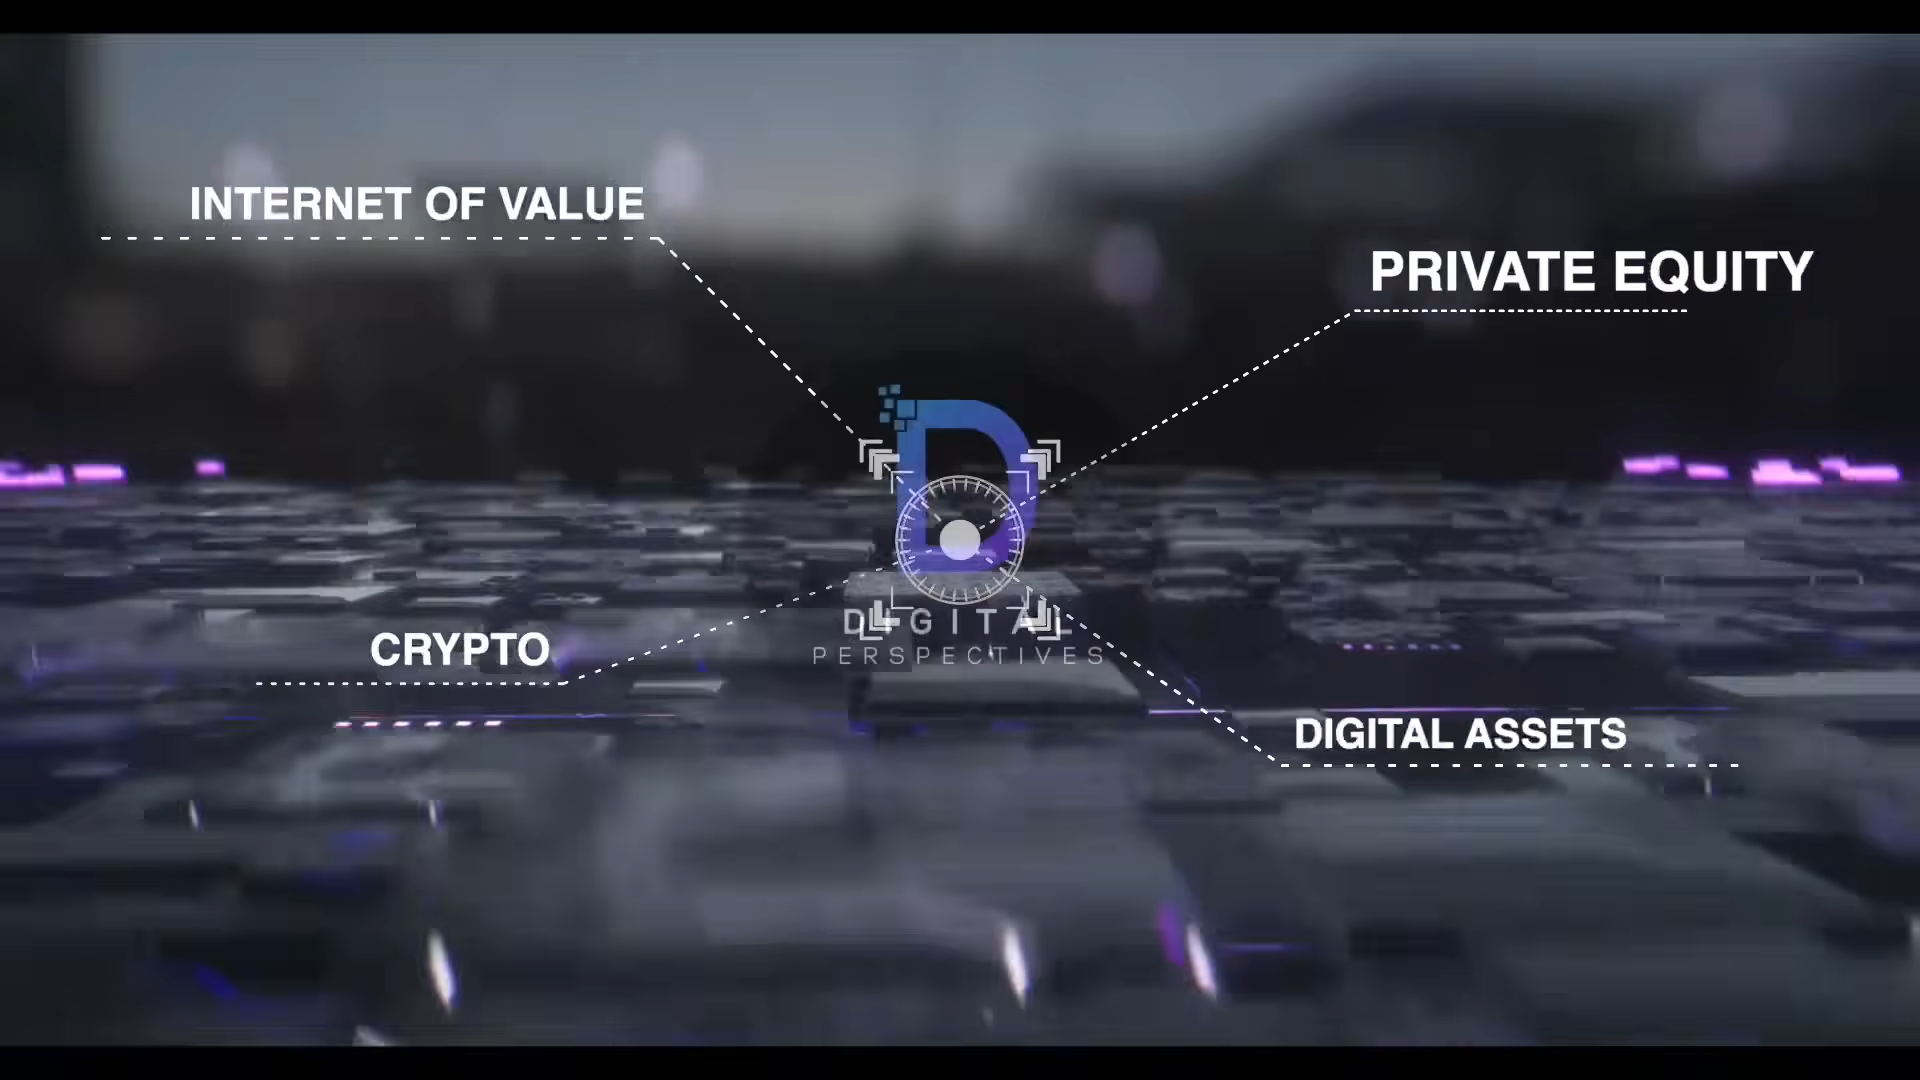 INTERNET OF VALUE
PRIVATE EQUITY
DIGITAL
PERSPECTIVES
CRYPTO
DIGITAL ASSETS